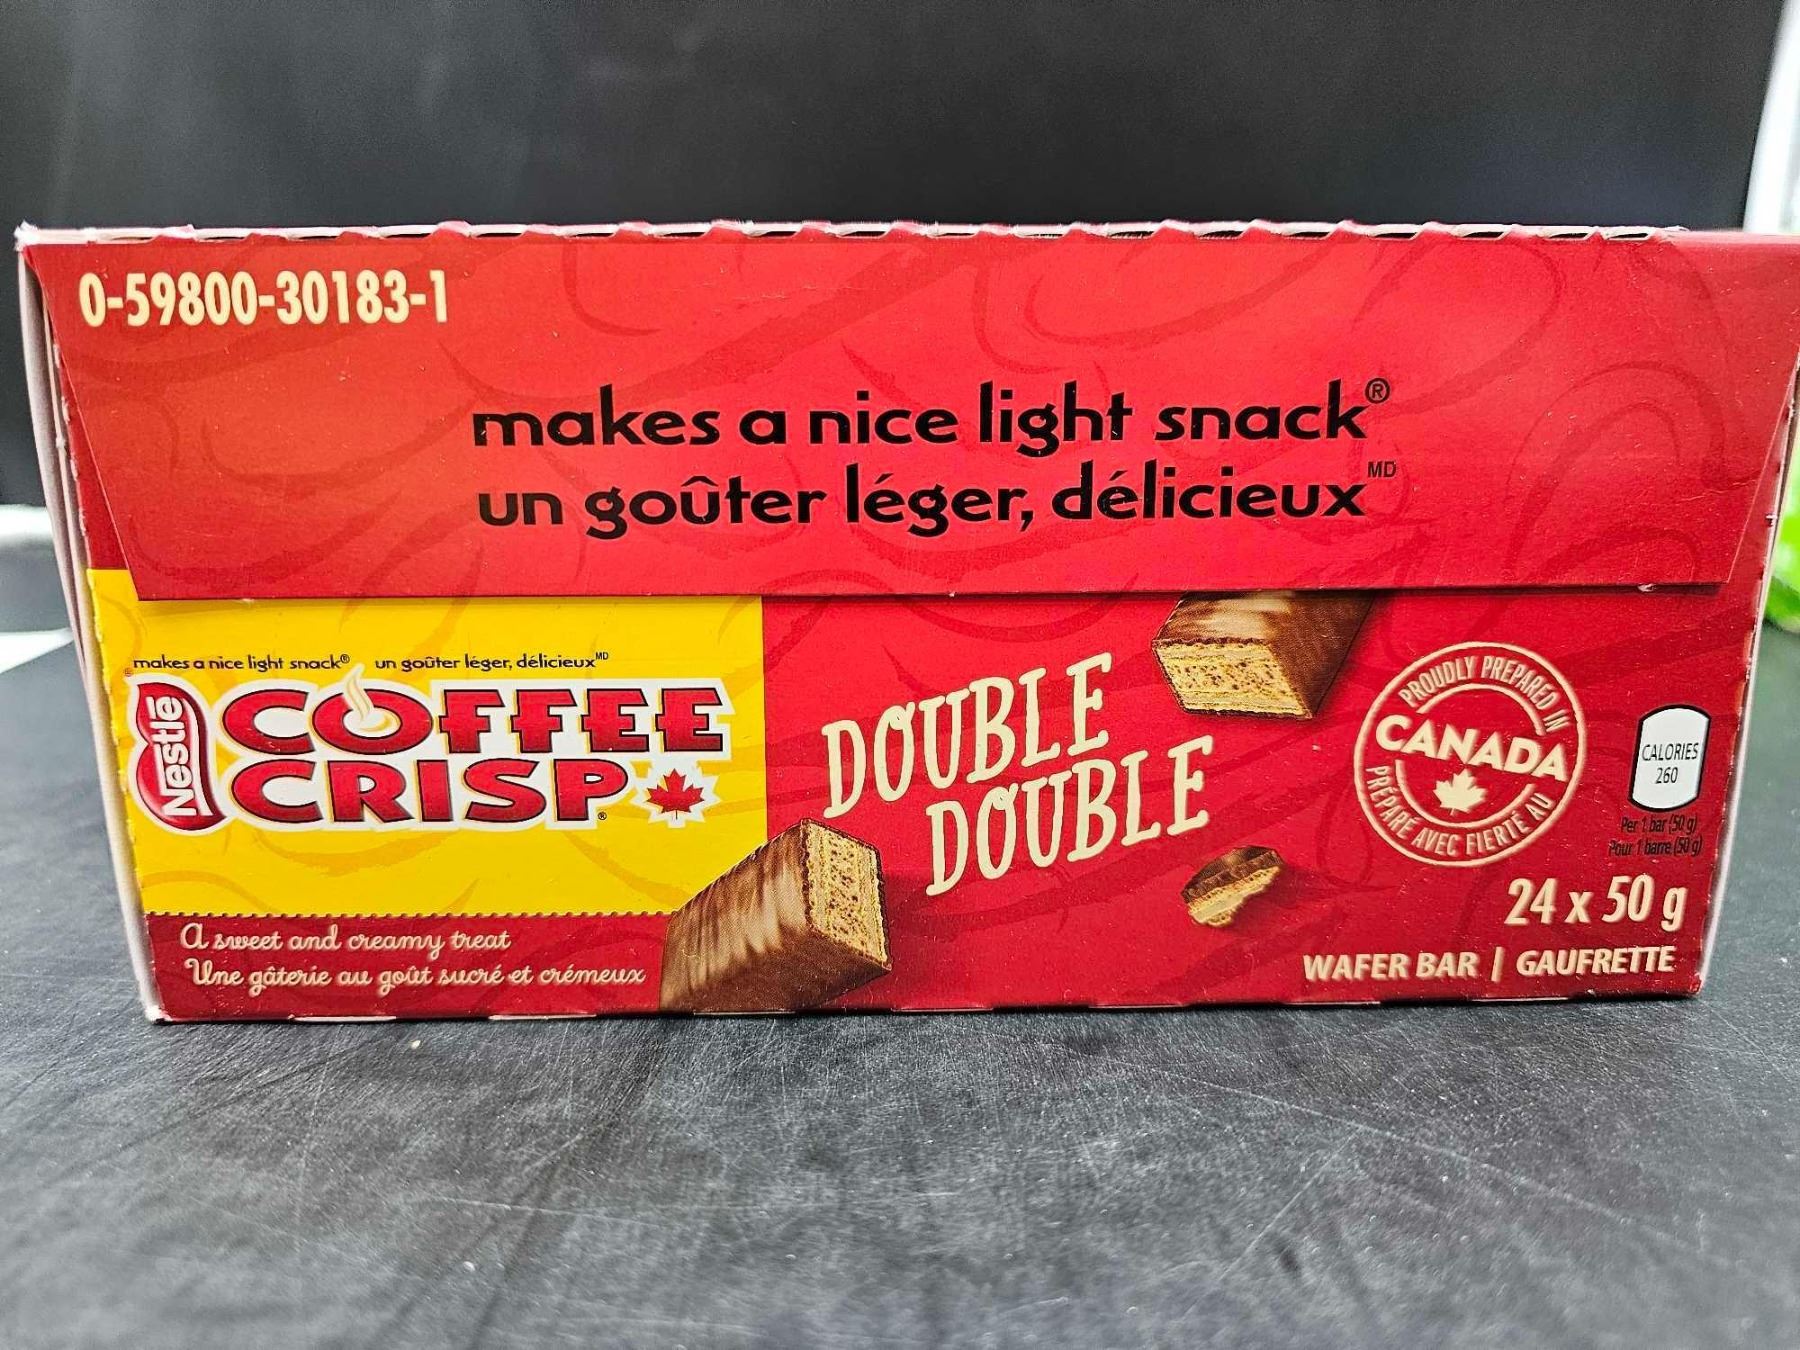 0-59800-30183-1
makes a nice light snack®
un goûter léger, délicieux MD
makes a nice light snack® un goûter léger, délicieux MD
Nestlé
COFFEE
CRISP®
A sweet and creamy treat
Une gâterie au goût sucré et crémeux
DOUBLE
DOUBLE
PROUDLY PREPARED IN
CANADA
PRÉPARÉ AVEC FIERTÉ AU
CALORIES
260
Per 1 bar (50 g)
Pour 1 barre (50 g)
24 x 50 g
WAFER BAR | GAUFRETTE